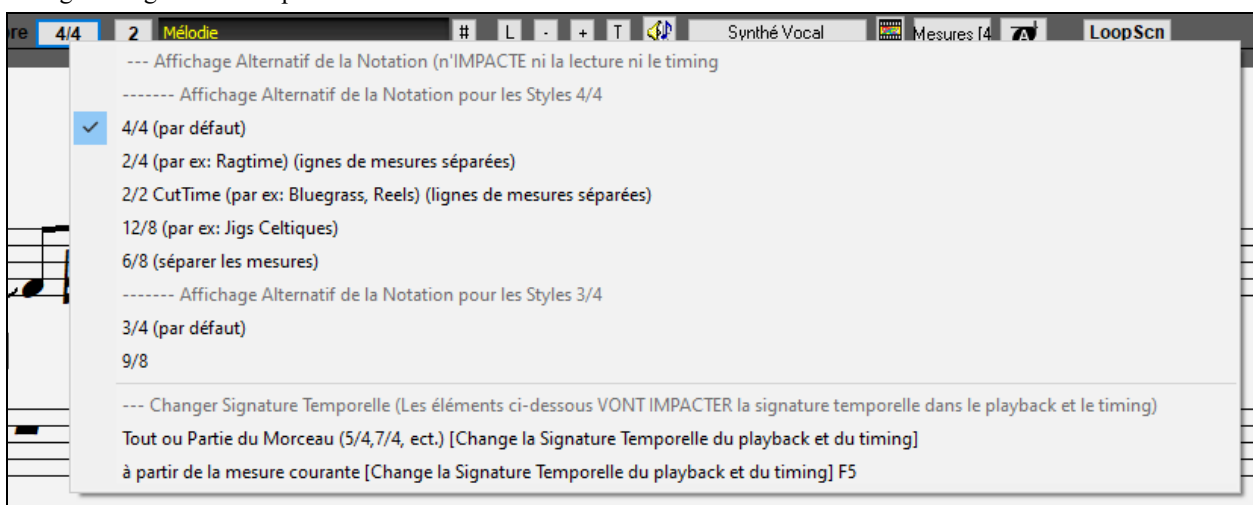 re 4/4 2 Mélodie # L - + T Synthé Vocal Mesures [4 A LoopScn
--- Affichage Alternatif de la Notation (n'IMPACTE ni la lecture ni le timing
------- Affichage Alternatif de la Notation pour les Styles 4/4
4/4 (par défaut)
2/4 (par ex: Ragtime) (ignes de mesures séparées)
2/2 CutTime (par ex: Bluegrass, Reels) (lignes de mesures séparées)
12/8 (par ex: Jigs Celtiques)
6/8 (séparer les mesures)
------- Affichage Alternatif de la Notation pour les Styles 3/4
3/4 (par défaut)
9/8
--- Changer Signature Temporelle (Les éléments ci-dessous VONT IMPACTER la signature temporelle dans le playback et le timing)
Tout ou Partie du Morceau (5/4,7/4, ect.) [Change la Signature Temporelle du playback et du timing]
à partir de la mesure courante [Change la Signature Temporelle du playback et du timing] F5